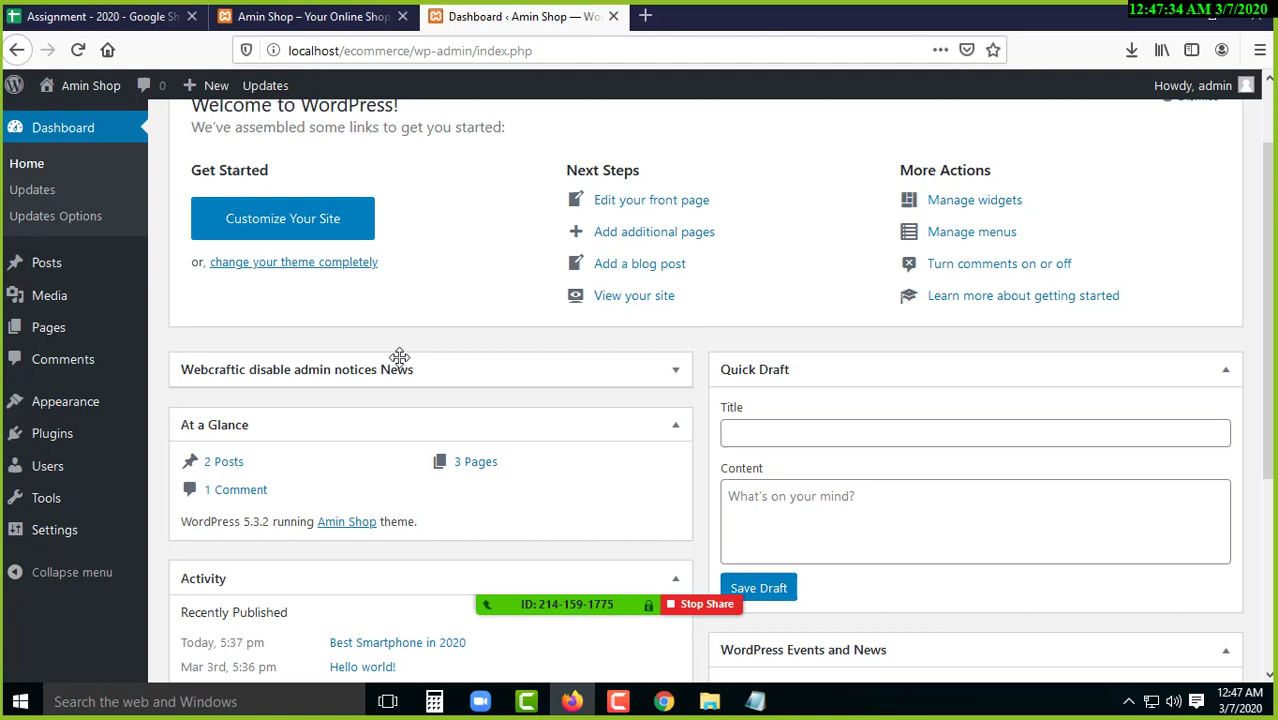 12:47:34 AM 3/7/2020
Assignment - 2020 - Google Sh
Amin Shop – Your Online Shop
Dashboard ‹ Amin Shop — Wo
localhost/ecommerce/wp-admin/index.php
Amin Shop
0
New
Updates
Howdy, admin
Dashboard
Home
Updates
Updates Options
Posts
Media
Pages
Comments
Appearance
Plugins
Users
Tools
Settings
Collapse menu
Welcome to WordPress!
We've assembled some links to get you started:
Get Started
Customize Your Site
or, change your theme completely
Next Steps
Edit your front page
Add additional pages
Add a blog post
View your site
More Actions
Manage widgets
Manage menus
Turn comments on or off
Learn more about getting started
Webcraftic disable admin notices News
At a Glance
2 Posts
3 Pages
1 Comment
WordPress 5.3.2 running Amin Shop theme.
Activity
Recently Published
Today, 5:37 pm Best Smartphone in 2020
Mar 3rd, 5:36 pm Hello world!
Quick Draft
Title
Content
What's on your mind?
Save Draft
WordPress Events and News
ID: 214-159-1775
Stop Share
Search the web and Windows
12:47 AM
3/7/2020